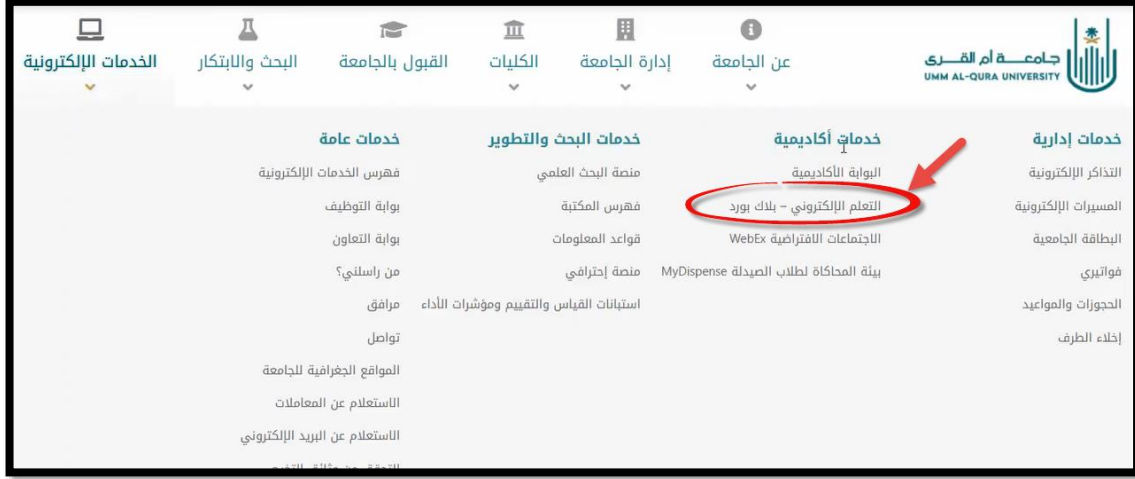 جامعة أم القرى
UMM AL-QURA UNIVERSITY
عن الجامعة
إدارة الجامعة
الكليات
القبول بالجامعة
البحث والابتكار
الخدمات الإلكترونية
خدمات إدارية
التذاكر الإلكترونية
المسيرات الإلكترونية
البطاقة الجامعية
فواتيري
الحجوزات والمواعيد
إخلاء الطرف
خدمات أكاديمية
البوابة الأكاديمية
التعلم الإلكتروني – بلاك بورد
الاجتماعات الافتراضية WebEx
بيئة المحاكاة لطلاب الصيدلة MyDispense
خدمات البحث والتطوير
منصة البحث العلمي
فهرس المكتبة
قواعد المعلومات
منصة إحترافي
استبانات القياس والتقييم ومؤشرات الأداء
خدمات عامة
فهرس الخدمات الإلكترونية
بوابة التوظيف
بوابة التعاون
من راسلني؟
مرافق
تواصل
المواقع الجغرافية للجامعة
الاستعلام عن المعاملات
الاستعلام عن البريد الإلكتروني